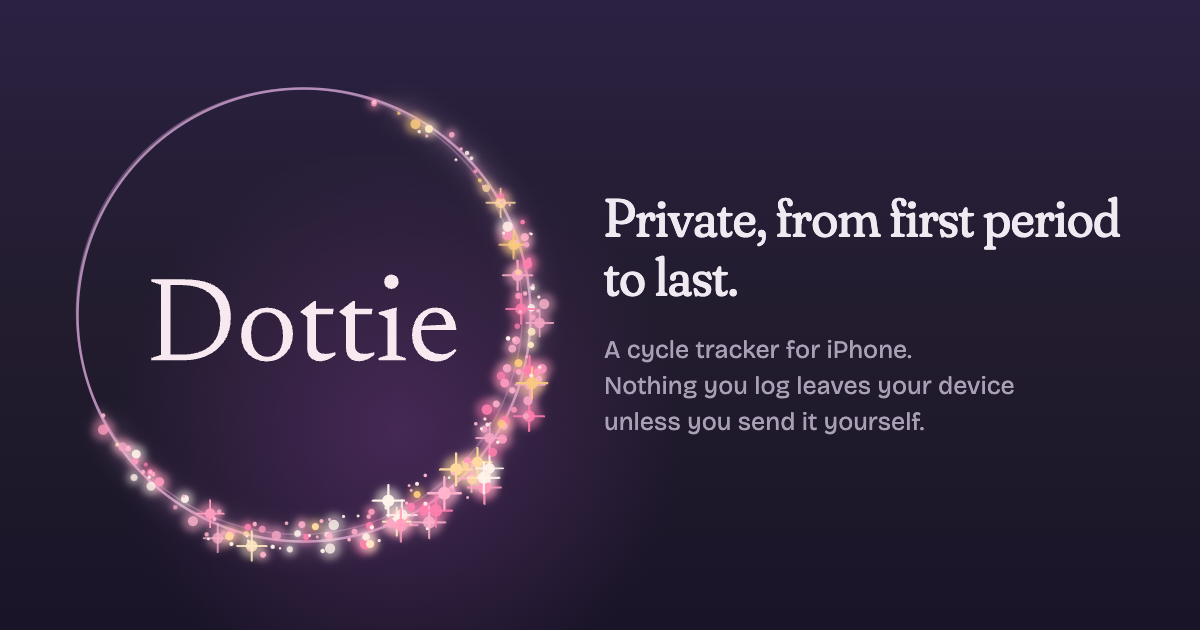 Dottie
Private, from first period
to last.
A cycle tracker for iPhone.
Nothing you log leaves your device
unless you send it yourself.